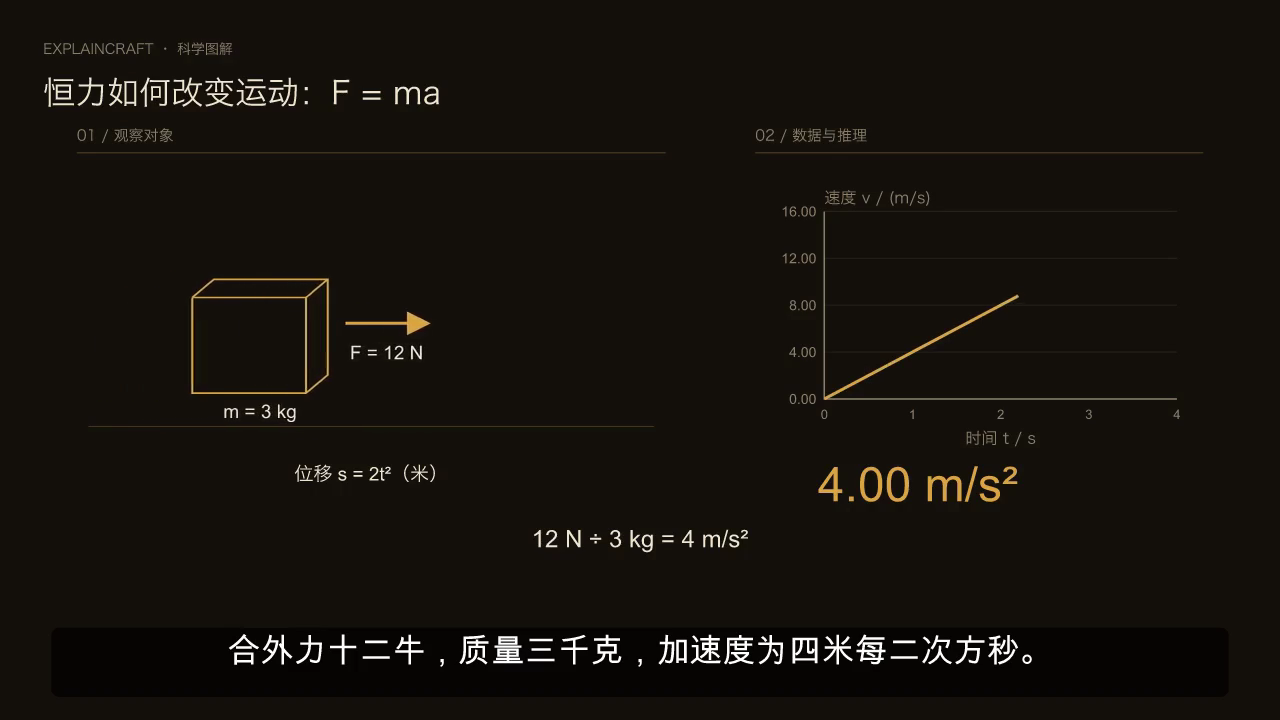 EXPLAINCRAFT · 科学图解
恒力如何改变运动：F = ma
01 / 观察对象
F = 12 N
m = 3 kg
位移 s = 2t²（米）
02 / 数据与推理
速度 v / (m/s)
16.00
12.00
8.00
4.00
0.00
0 1 2 3 4
时间 t / s
4.00 m/s²
12 N ÷ 3 kg = 4 m/s²
合外力十二牛，质量三千克，加速度为四米每二次方秒。